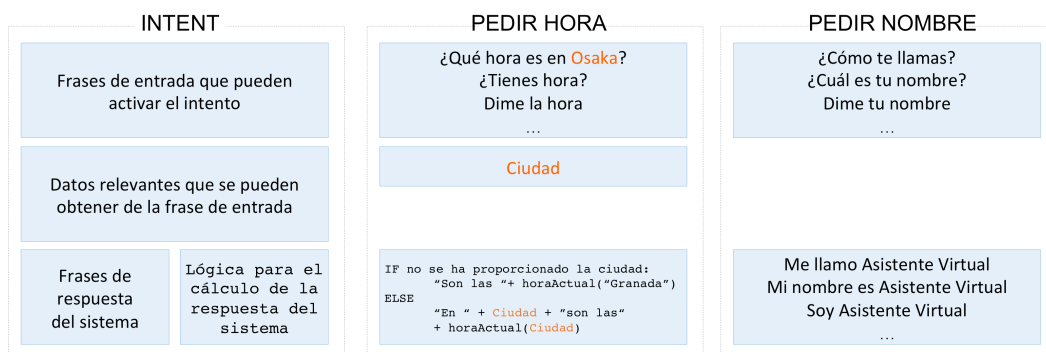 INTENT
Frases de entrada que pueden
activar el intento
Datos relevantes que se pueden
obtener de la frase de entrada
Frases de
respuesta
del sistema
Lógica para el
cálculo de la
respuesta del
sistema
PEDIR HORA
¿Qué hora es en Osaka?
¿Tienes hora?
Dime la hora
...
Ciudad
IF no se ha proporcionado la ciudad:
"Son las "+ horaActual("Granada")
ELSE
"En " + Ciudad + "son las"
+ horaActual(Ciudad)
PEDIR NOMBRE
¿Cómo te llamas?
¿Cuál es tu nombre?
Dime tu nombre
...
Me llamo Asistente Virtual
Mi nombre es Asistente Virtual
Soy Asistente Virtual
...